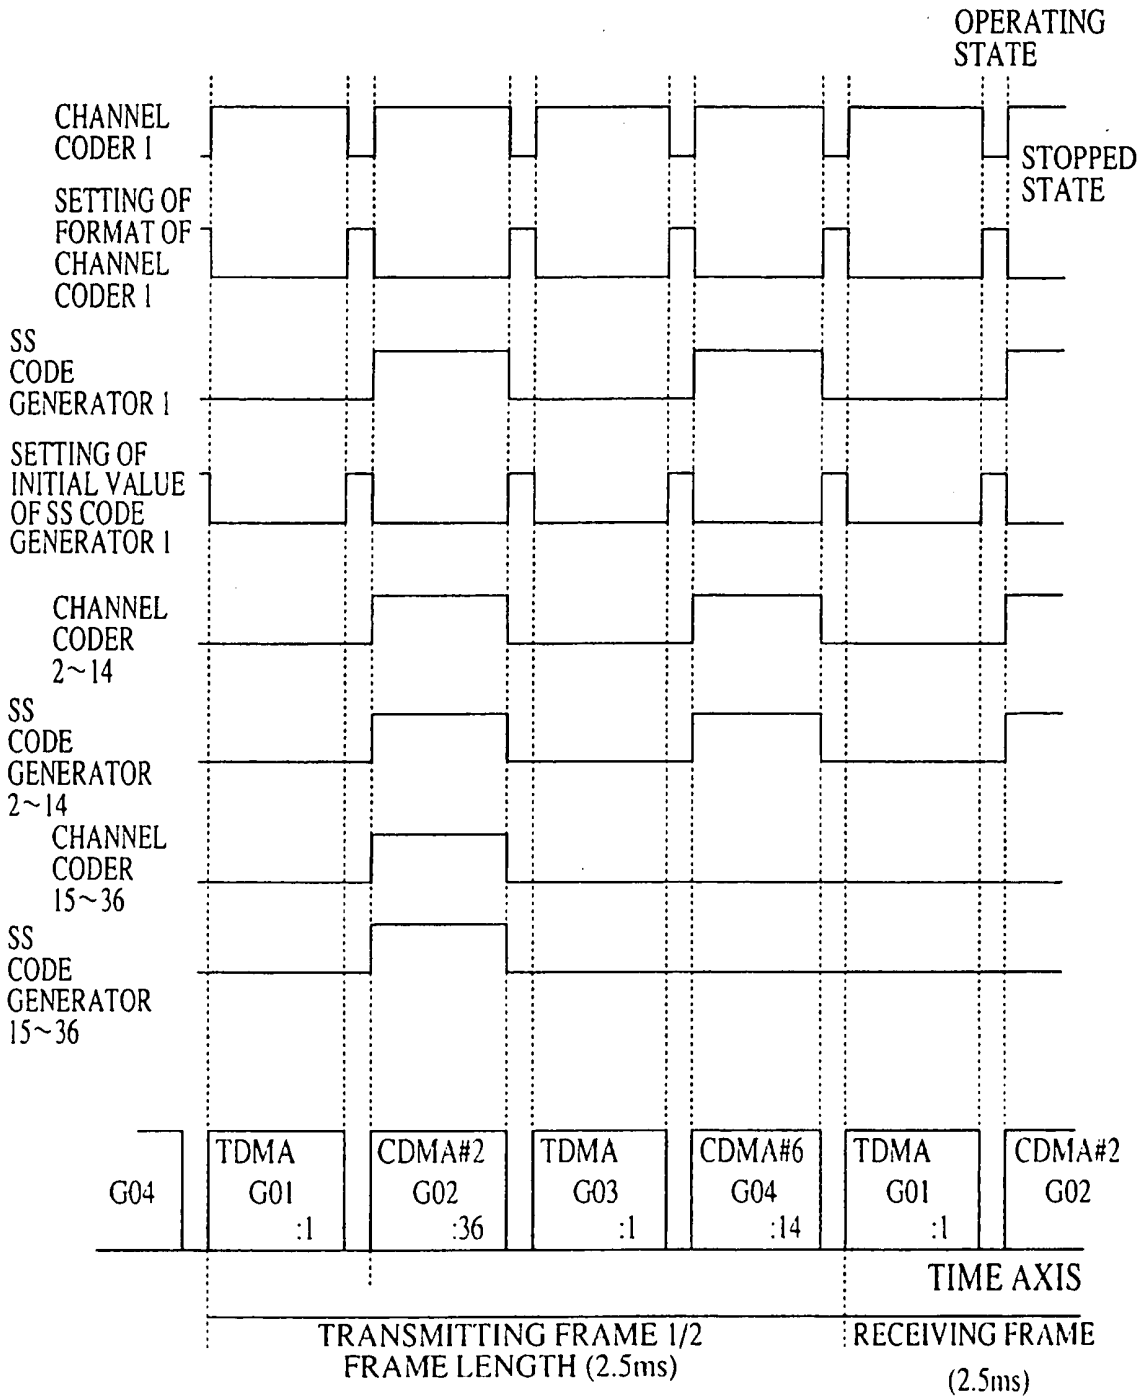 OPERATING
STATE
CHANNEL
CODER 1
STOPPED
STATE
SETTING OF
FORMAT OF
CHANNEL
CODER 1
SS
CODE
GENERATOR 1
SETTING OF
INITIAL VALUE
OF SS CODE
GENERATOR 1
CHANNEL
CODER
2~14
SS
CODE
GENERATOR
2~14
CHANNEL
CODER
15~36
SS
CODE
GENERATOR
15~36
G04
TDMA
G01
:1
CDMA#2
G02
:36
TDMA
G03
:1
CDMA#6
G04
:14
TDMA
G01
:1
CDMA#2
G02
TIME AXIS
TRANSMITTING FRAME 1/2
FRAME LENGTH (2.5ms)
RECEIVING FRAME
(2.5ms)